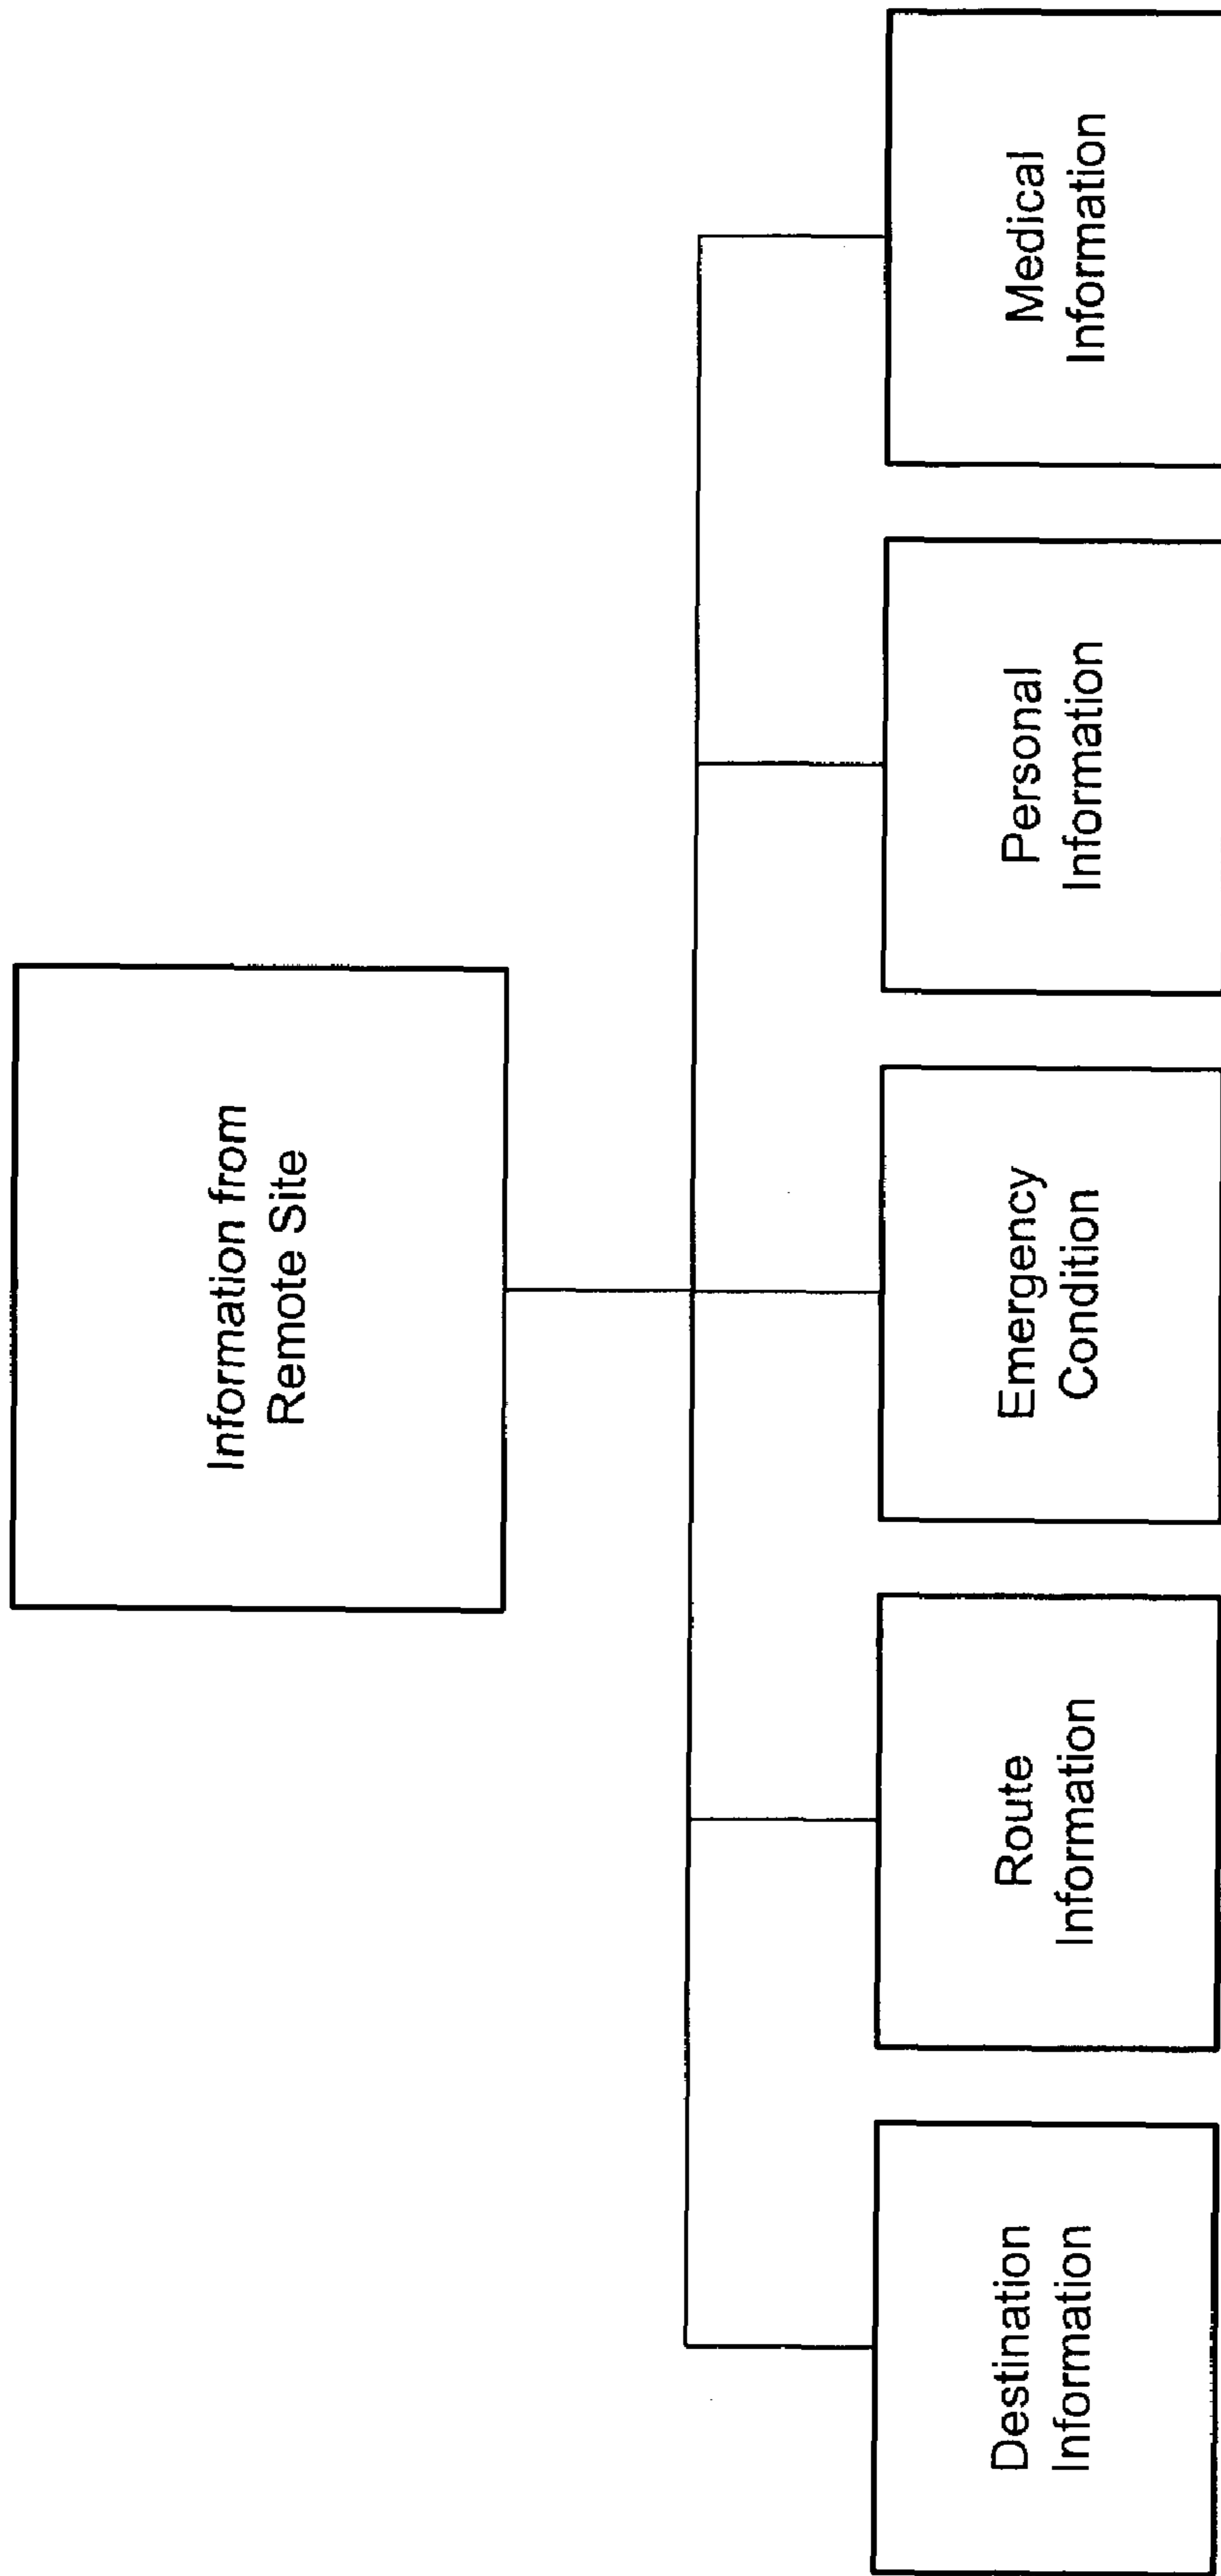 Information from
Remote Site
Destination
Information
Route
Information
Emergency
Condition
Personal
Information
Medical
Information